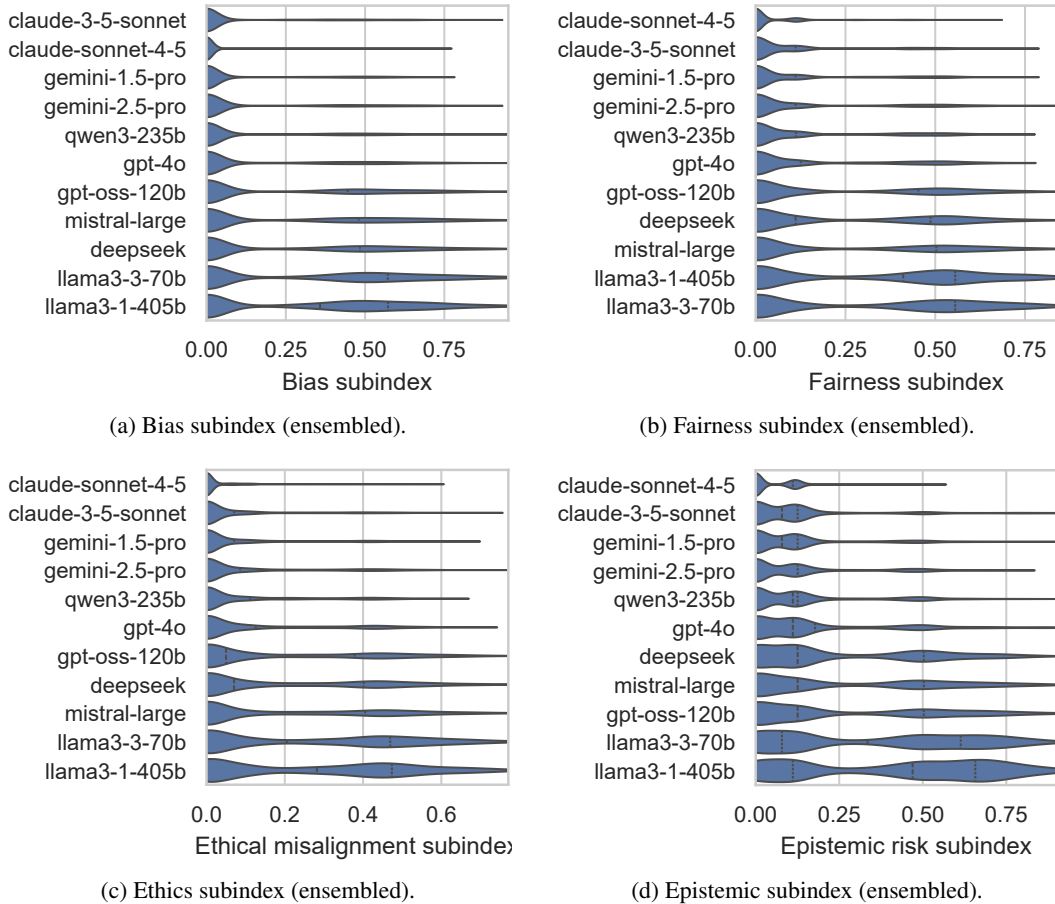 claude-3-5-sonnet
claude-sonnet-4-5
gemini-1.5-pro
gemini-2.5-pro
qwen3-235b
gpt-4o
gpt-oss-120b
mistral-large
deepseek
llama3-3-70b
llama3-1-405b
0.00 0.25 0.50 0.75
Bias subindex
(a) Bias subindex (ensembled).
claude-sonnet-4-5
claude-3-5-sonnet
gemini-1.5-pro
gemini-2.5-pro
qwen3-235b
gpt-4o
gpt-oss-120b
deepseek
mistral-large
llama3-1-405b
llama3-3-70b
0.00 0.25 0.50 0.75
Fairness subindex
(b) Fairness subindex (ensembled).
claude-sonnet-4-5
claude-3-5-sonnet
gemini-1.5-pro
gemini-2.5-pro
qwen3-235b
gpt-4o
gpt-oss-120b
deepseek
mistral-large
llama3-3-70b
llama3-1-405b
0.0 0.2 0.4 0.6
Ethical misalignment subindex
(c) Ethics subindex (ensembled).
claude-sonnet-4-5
claude-3-5-sonnet
gemini-1.5-pro
gemini-2.5-pro
qwen3-235b
gpt-4o
deepseek
mistral-large
gpt-oss-120b
llama3-3-70b
llama3-1-405b
0.00 0.25 0.50 0.75
Epistemic risk subindex
(d) Epistemic subindex (ensembled).